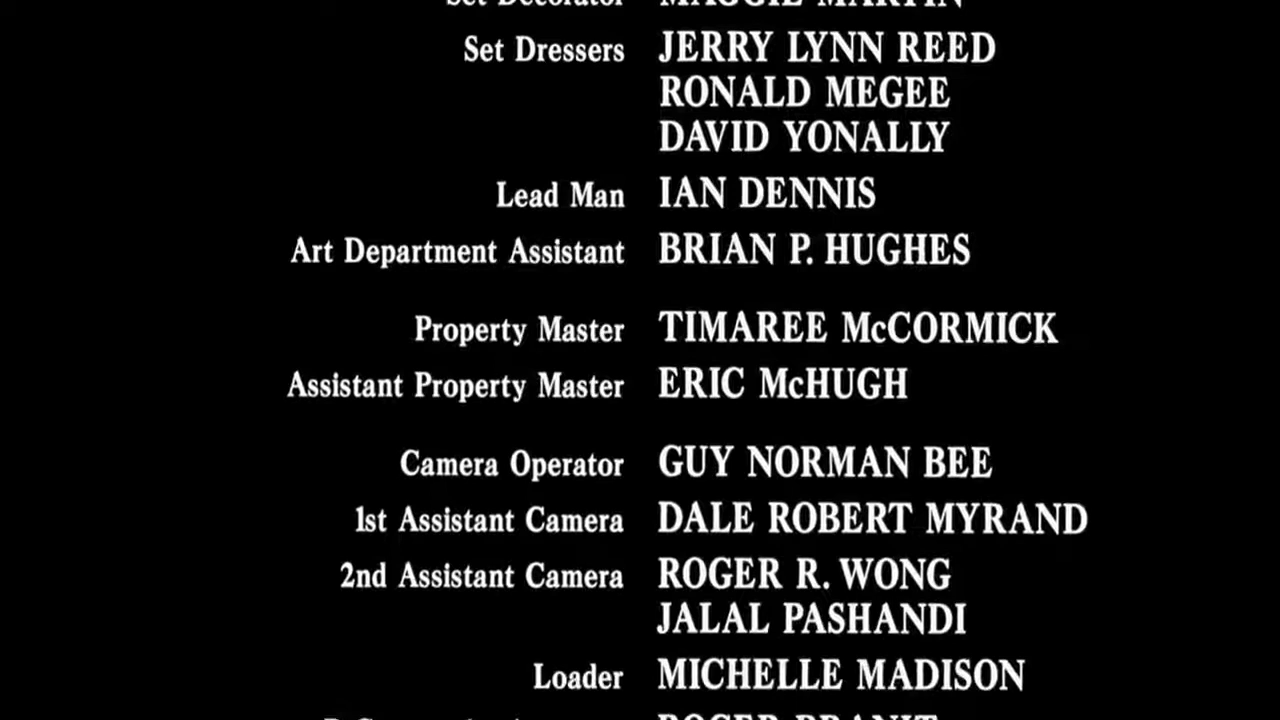 Set Decorator MAGGIE MARTIN
Set Dressers JERRY LYNN REED
RONALD MEGEE
DAVID YONALLY
Lead Man IAN DENNIS
Art Department Assistant BRIAN P. HUGHES
Property Master TIMAREE McCORMICK
Assistant Property Master ERIC McHUGH
Camera Operator GUY NORMAN BEE
1st Assistant Camera DALE ROBERT MYRAND
2nd Assistant Camera ROGER R. WONG
JALAL PASHANDI
Loader MICHELLE MADISON
ROGER